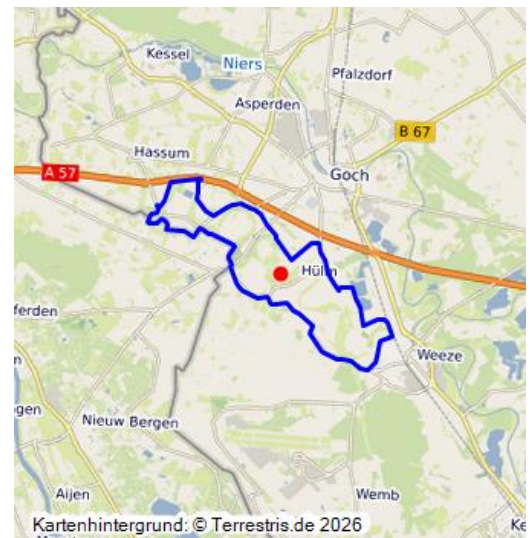 Kessel
Niers
Pfalzdorf
Asperden
B 67
Hassum
A 57
Goch
Hülm
ferden
Weeze
gen
Nieuw Bergen
Aijen
Wemb
Ke
Kartenhintergrund: © Terrestris.de 2026